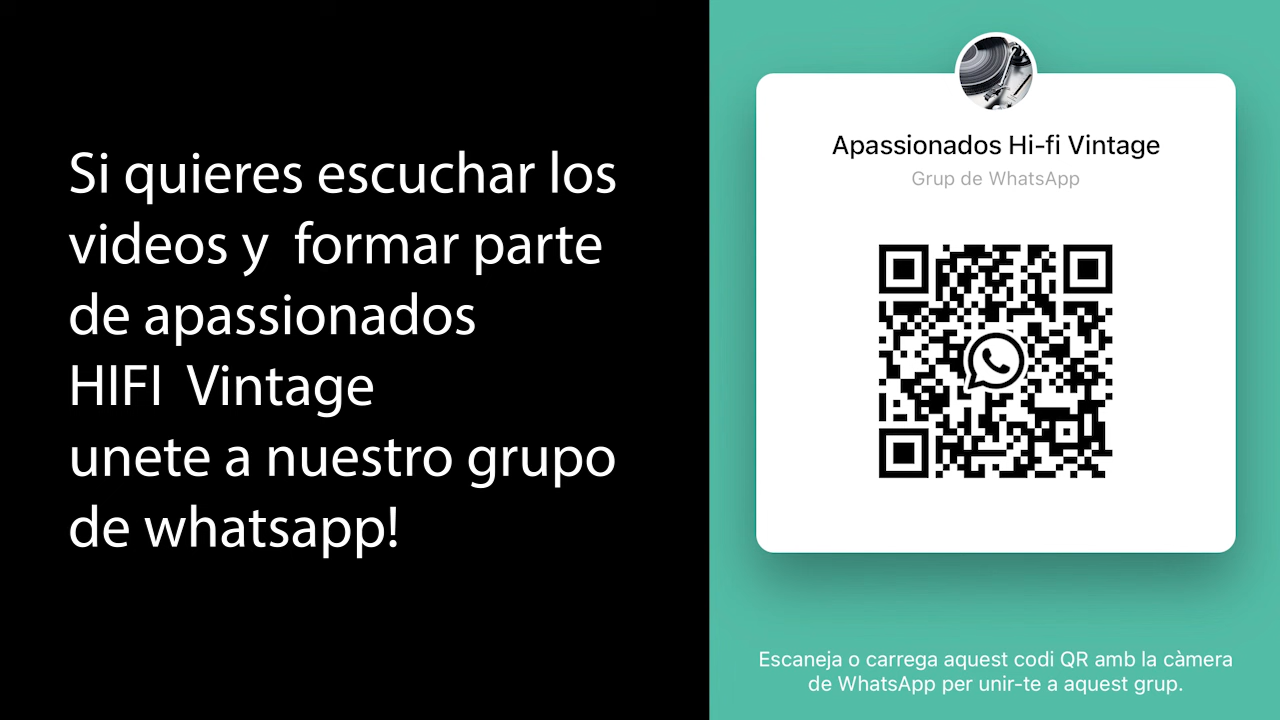 Si quieres escuchar los
videos y  formar parte
de apassionados
HIFI  Vintage
unete a nuestro grupo
de whatsapp!
Apassionados Hi-fi Vintage
Grup de WhatsApp
Escaneja o carrega aquest codi QR amb la càmera
de WhatsApp per unir-te a aquest grup.